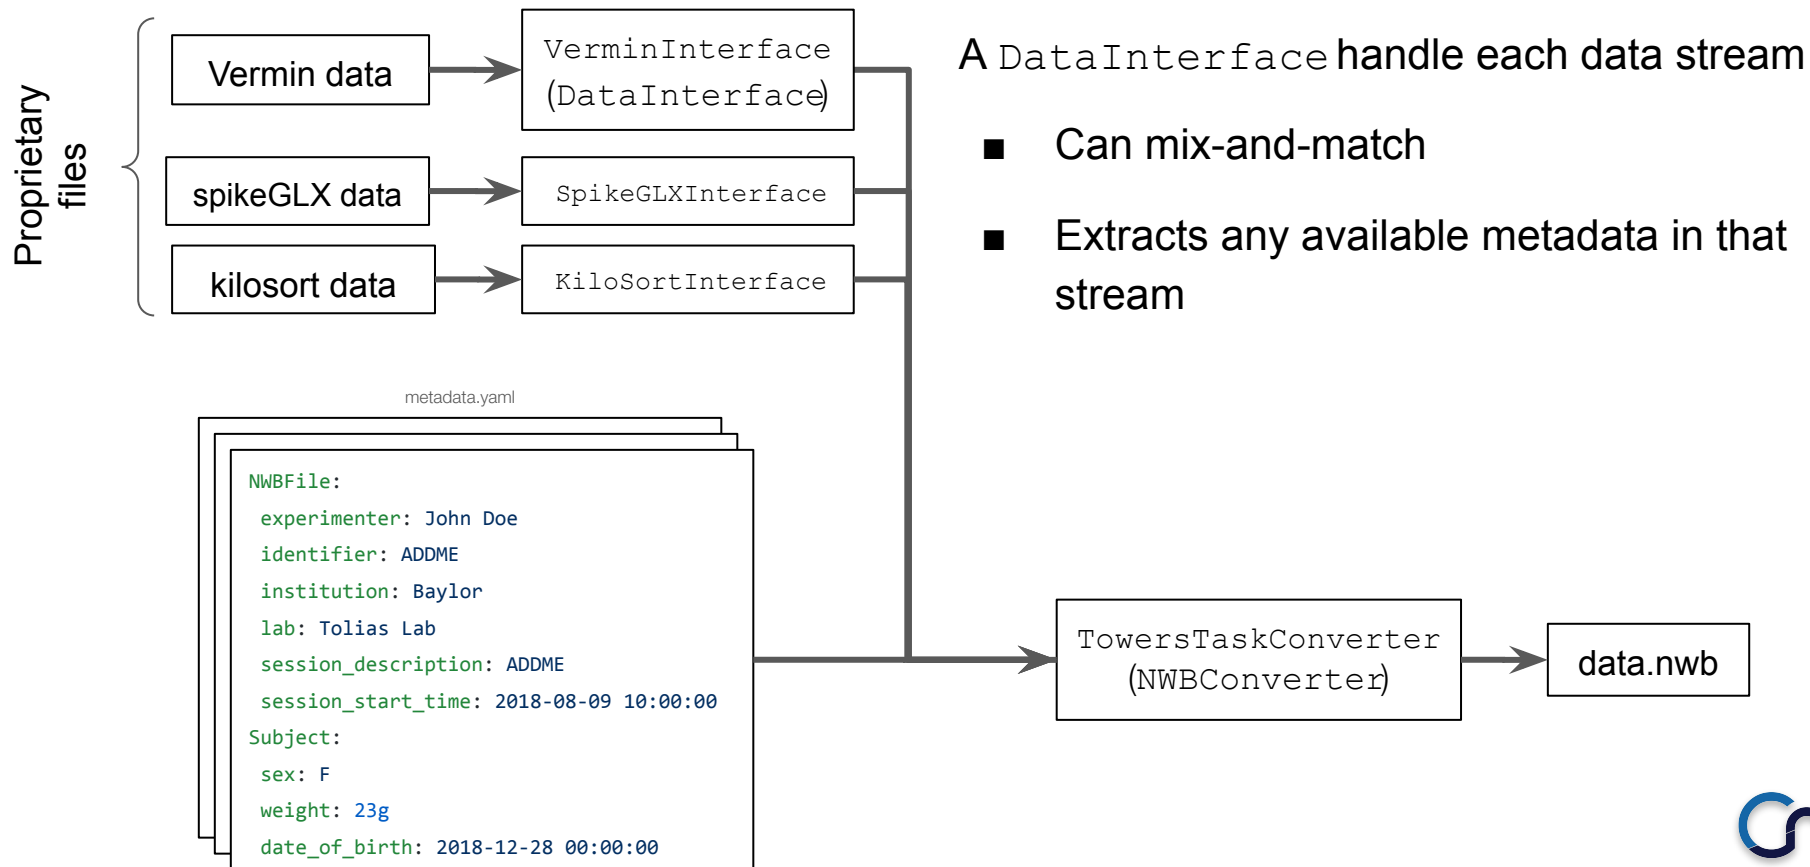 Proprietary
files
Vermin data
VerminInterface
(DataInterface)
spikeGLX data
SpikeGLXInterface
kilosort data
KiloSortInterface
A DataInterface handle each data stream
■ Can mix-and-match
■ Extracts any available metadata in that
stream
metadata.yaml
NWBFile:
experimenter: John Doe
identifier: ADDME
institution: Baylor
lab: Tolias Lab
session_description: ADDME
session_start_time: 2018-08-09 10:00:00
Subject:
sex: F
weight: 23g
date_of_birth: 2018-12-28 00:00:00
TowersTaskConverter
(NWBConverter)
data.nwb